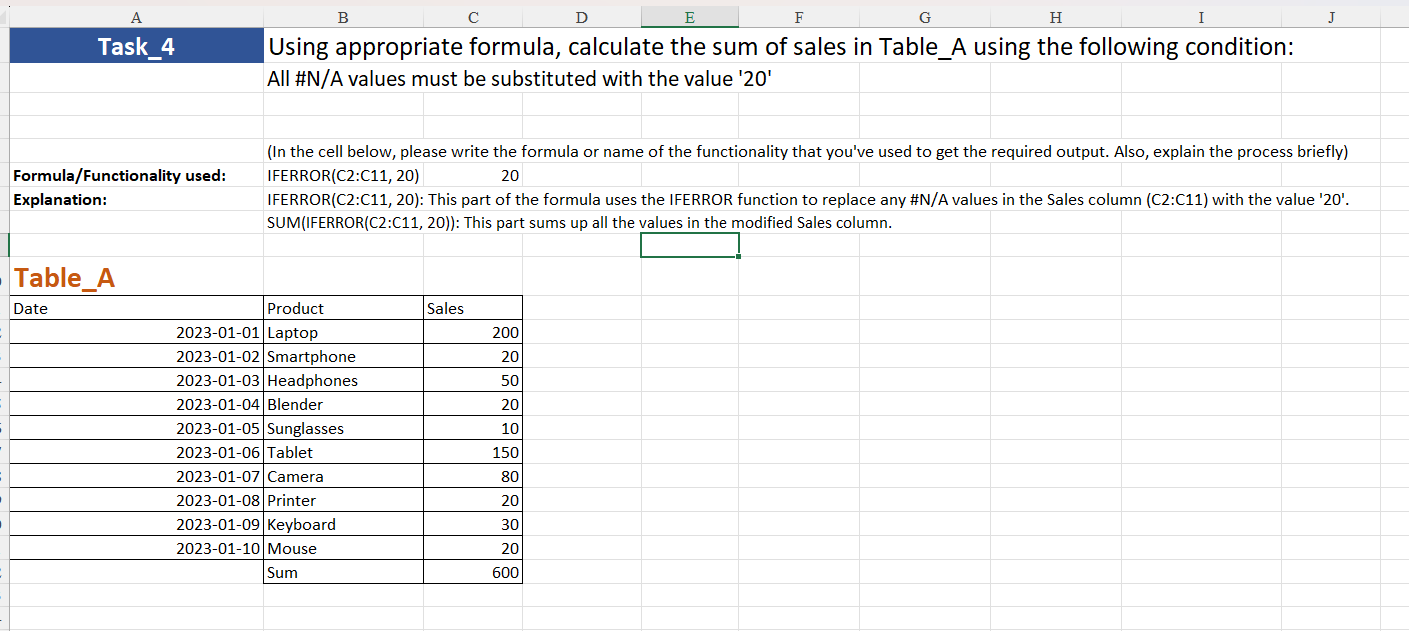 A B C D E F G H I J
Task_4 Using appropriate formula, calculate the sum of sales in Table_A using the following condition:
All #N/A values must be substituted with the value '20'
(In the cell below, please write the formula or name of the functionality that you've used to get the required output. Also, explain the process briefly)
Formula/Functionality used: IFERROR(C2:C11, 20) 20
Explanation: IFERROR(C2:C11, 20): This part of the formula uses the IFERROR function to replace any #N/A values in the Sales column (C2:C11) with the value '20'.
SUM(IFERROR(C2:C11, 20)): This part sums up all the values in the modified Sales column.
Table_A
Date Product Sales
2023-01-01 Laptop 200
2023-01-02 Smartphone 20
2023-01-03 Headphones 50
2023-01-04 Blender 20
2023-01-05 Sunglasses 10
2023-01-06 Tablet 150
2023-01-07 Camera 80
2023-01-08 Printer 20
2023-01-09 Keyboard 30
2023-01-10 Mouse 20
Sum 600